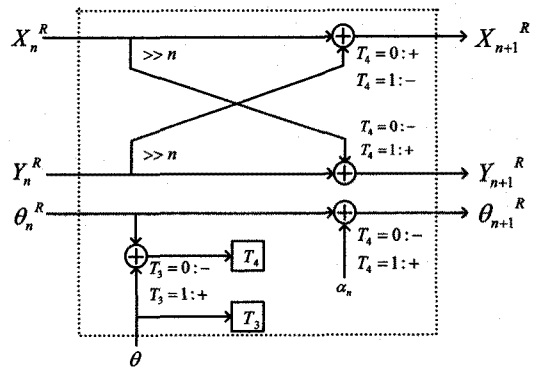 X_n^R
>> n
T_4 = 0:+
T_4 = 1:-
X_{n+1}^R
T_4 = 0:-
T_4 = 1:+
Y_n^R
>> n
Y_{n+1}^R
θ_n^R
θ_{n+1}^R
T_4 = 0:-
T_4 = 1:+
T_3 = 0:-
T_3 = 1:+
T_4
α_n
T_3
θ